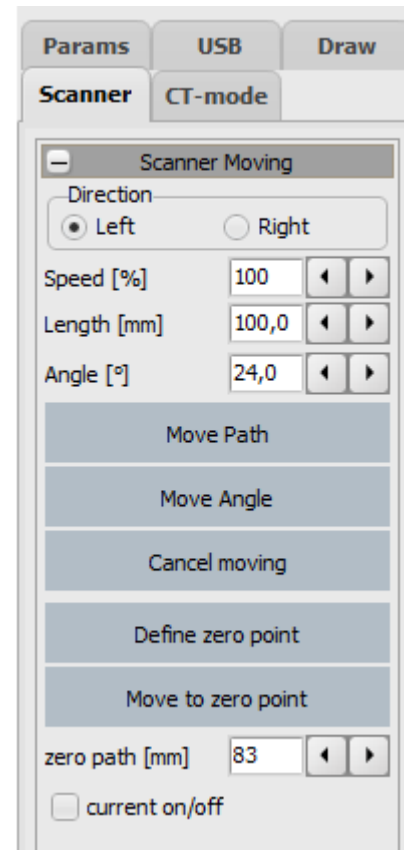 Params USB Draw
Scanner CT-mode
Scanner Moving
Direction
Left Right
Speed [%] 100
Length [mm] 100,0
Angle [º] 24,0
Move Path
Move Angle
Cancel moving
Define zero point
Move to zero point
zero path [mm] 83
current on/off